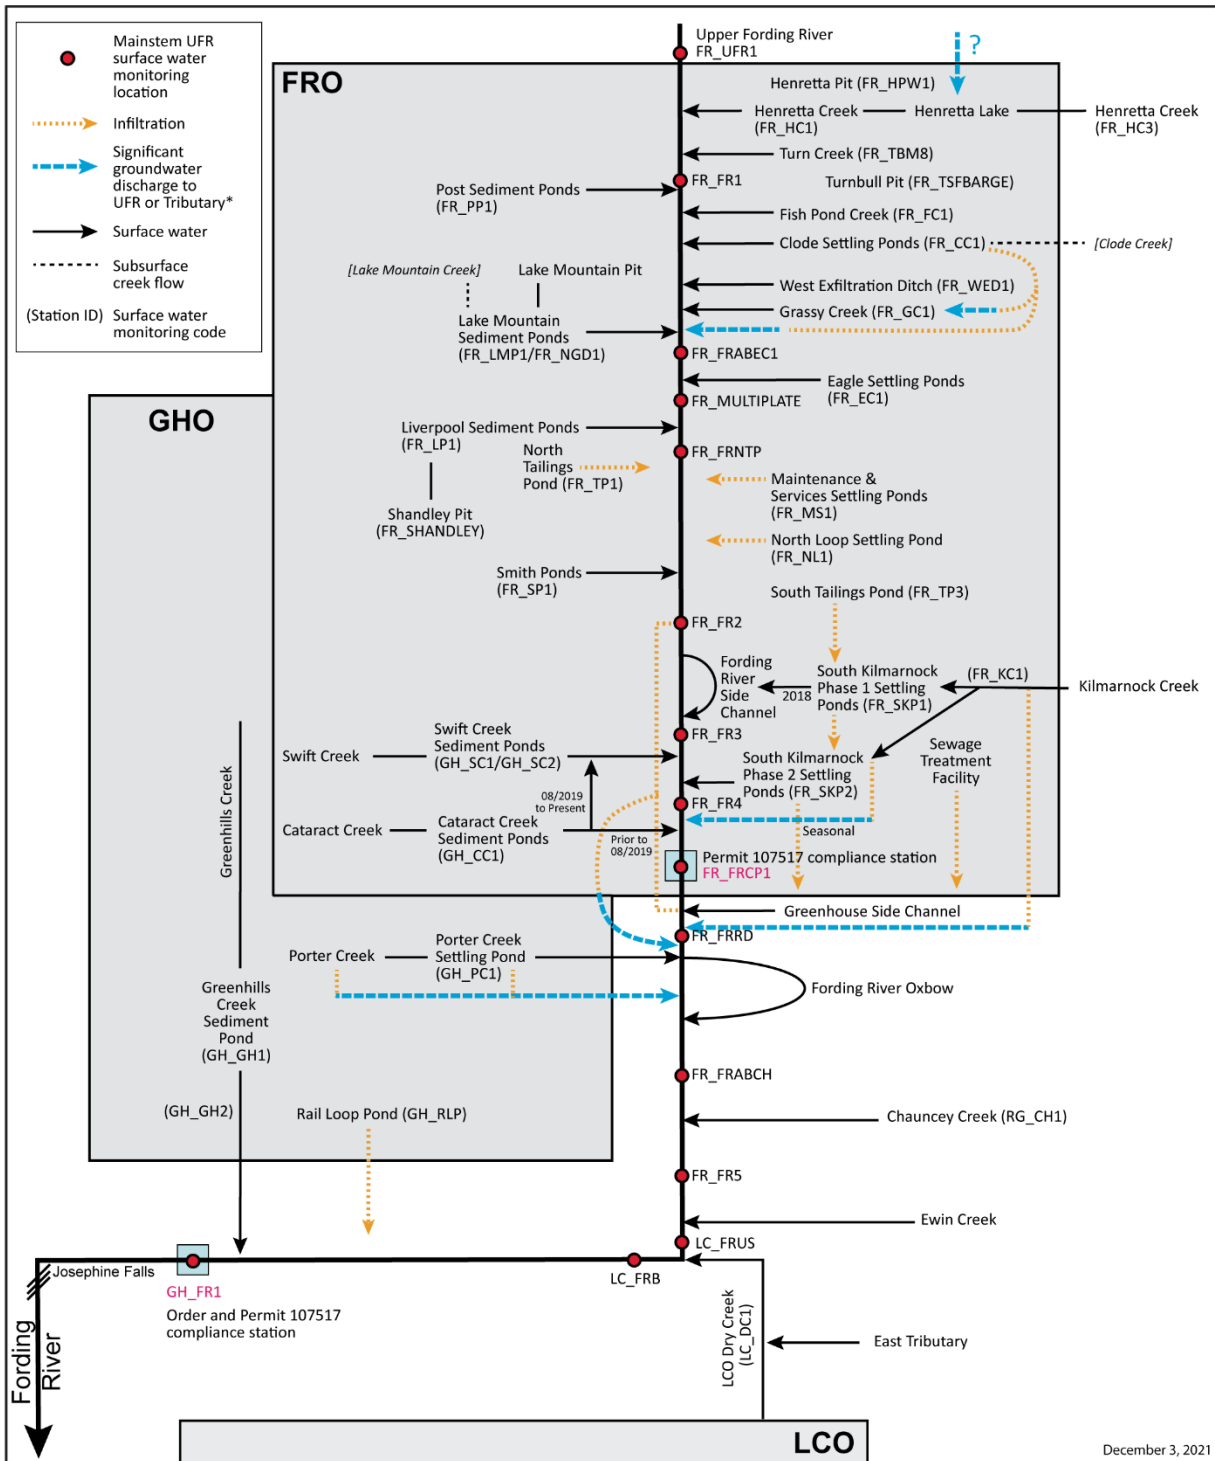 Mainstem UFR
surface water
monitoring
location
Infiltration
Significant
groundwater
discharge to
UFR or Tributary*
Surface water
Subsurface
creek flow
(Station ID)
Surface water
monitoring code
FRO
Upper Fording River
FR_UFR1
?
Henretta Pit (FR_HPW1)
Henretta Creek
(FR_HC1)
Henretta Lake
Henretta Creek
(FR_HC3)
Turn Creek (FR_TBM8)
FR_FR1
Turnbull Pit (FR_TSFBARGE)
Post Sediment Ponds
(FR_PP1)
Fish Pond Creek (FR_FC1)
Clode Settling Ponds (FR_CC1)
[Clode Creek]
[Lake Mountain Creek]
Lake Mountain Pit
West Exfiltration Ditch (FR_WED1)
Grassy Creek (FR_GC1)
Lake Mountain
Sediment Ponds
(FR_LMP1/FR_NGD1)
FR_FRABEC1
Eagle Settling Ponds
(FR_EC1)
FR_MULTIPLATE
GHO
Liverpool Sediment Ponds
(FR_LP1)
FR_FRNTP
North
Tailings
Pond (FR_TP1)
Maintenance &
Services Settling Ponds
(FR_MS1)
Shandley Pit
(FR_SHANDLEY)
North Loop Settling Pond
(FR_NL1)
Smith Ponds
(FR_SP1)
South Tailings Pond (FR_TP3)
FR_FR2
Fording
River
Side
Channel
2018
South Kilmarnock
Phase 1 Settling
Ponds (FR_SKP1)
(FR_KC1)
Kilmarnock Creek
FR_FR3
Swift Creek
Swift Creek
Sediment Ponds
(GH_SC1/GH_SC2)
South Kilmarnock
Phase 2 Settling
Ponds (FR_SKP2)
Sewage
Treatment
Facility
08/2019
to Present
FR_FR4
Seasonal
Cataract Creek
Cataract Creek
Sediment Ponds
(GH_CC1)
Prior to
08/2019
Permit 107517 compliance station
FR_FRCP1
Greenhills Creek
Greenhouse Side Channel
FR_FRRD
Porter Creek
Porter Creek
Settling Pond
(GH_PC1)
Fording River Oxbow
Greenhills
Creek
Sediment
Pond
(GH_GH1)
FR_FRABCH
(GH_GH2)
Rail Loop Pond (GH_RLP)
Chauncey Creek (RG_CH1)
FR_FR5
Ewin Creek
LC_FRUS
Josephine Falls
LC_FRB
GH_FR1
Order and Permit 107517
compliance station
Fording
River
LCO Dry Creek
(LC_DC1)
East Tributary
LCO
December 3, 2021